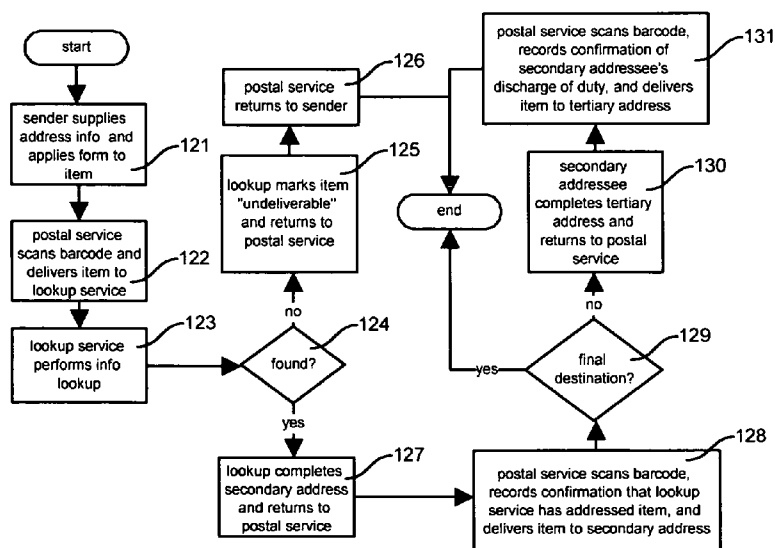 start
sender supplies
address info and
applies form to
item
121
postal service
scans barcode and
delivers item to
lookup service
122
lookup service
performs info
lookup
123
found?
124
no
yes
lookup marks item
"undeliverable"
and returns to
postal service
125
postal service
returns to sender
126
lookup completes
secondary address
and returns to
postal service
127
postal service scans barcode,
records confirmation that lookup
service has addressed item, and
delivers item to secondary address
128
final
destination?
129
yes
no
secondary
addressee
completes tertiary
address and
returns to postal
service
130
postal service scans barcode,
records confirmation of
secondary addressee's
discharge of duty, and delivers
item to tertiary address
131
end